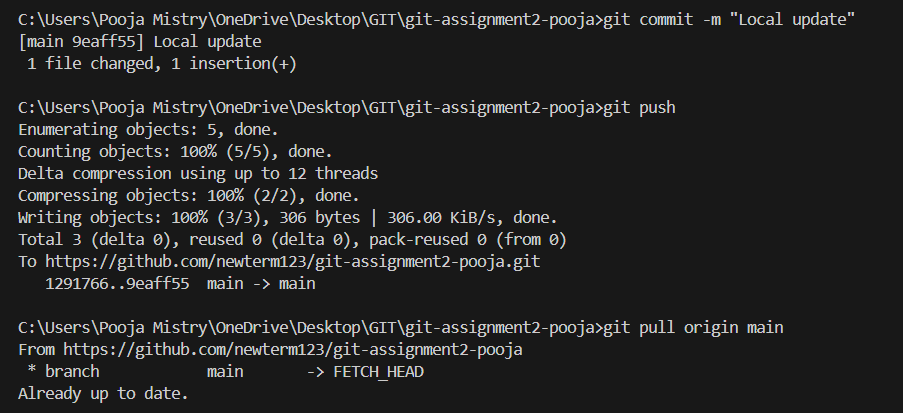 C:\Users\Pooja Mistry\OneDrive\Desktop\GIT\git-assignment2-pooja>git commit -m "Local update"
[main 9eaff55] Local update
 1 file changed, 1 insertion(+)

C:\Users\Pooja Mistry\OneDrive\Desktop\GIT\git-assignment2-pooja>git push
Enumerating objects: 5, done.
Counting objects: 100% (5/5), done.
Delta compression using up to 12 threads
Compressing objects: 100% (2/2), done.
Writing objects: 100% (3/3), 306 bytes | 306.00 KiB/s, done.
Total 3 (delta 0), reused 0 (delta 0), pack-reused 0 (from 0)
To https://github.com/newterm123/git-assignment2-pooja.git
   1291766..9eaff55  main -> main

C:\Users\Pooja Mistry\OneDrive\Desktop\GIT\git-assignment2-pooja>git pull origin main
From https://github.com/newterm123/git-assignment2-pooja
 * branch            main       -> FETCH_HEAD
Already up to date.